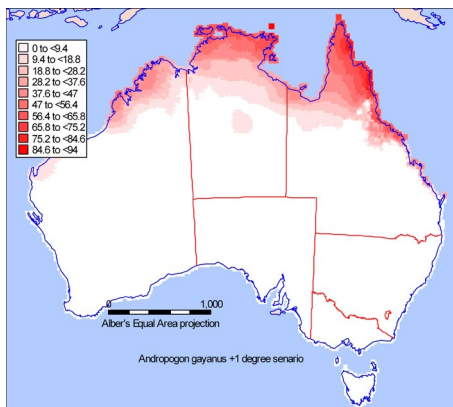 0 to <9.4
9.4 to <18.8
18.8 to <28.2
28.2 to <37.6
37.6 to <47
47 to <56.4
56.4 to <65.8
65.8 to <75.2
75.2 to <84.6
84.6 to <94
0 1,000
Alber's Equal Area projection
Andropogon gayanus +1 degree senario